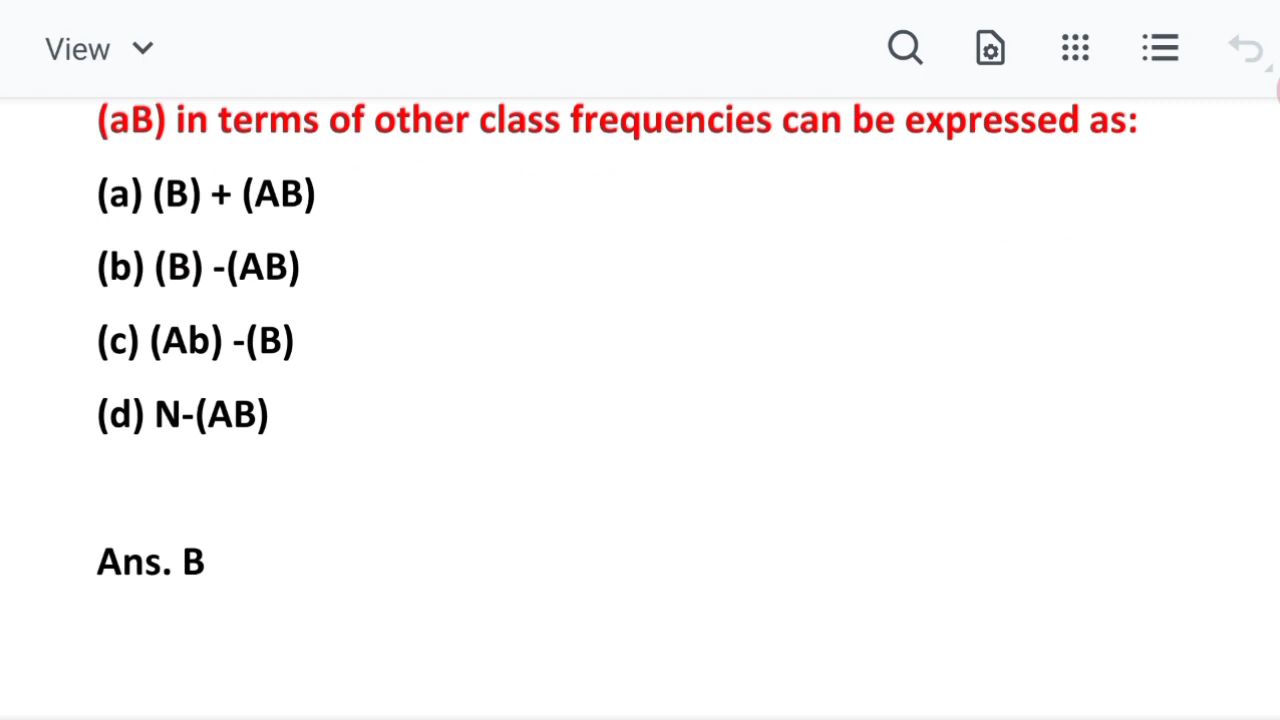 View
(aB) in terms of other class frequencies can be expressed as:
(a) (B) + (AB)
(b) (B) -(AB)
(c) (Ab) -(B)
(d) N-(AB)
Ans. B